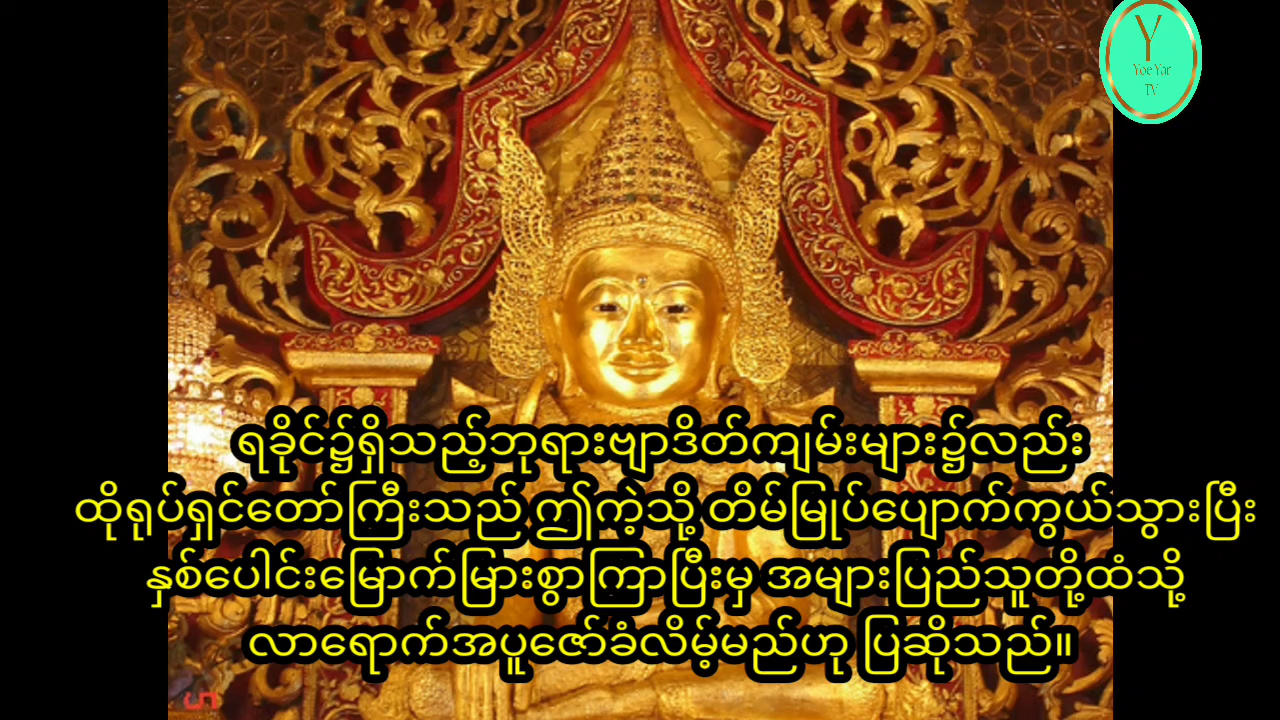 Y
Yoe Yar
TV
ရခိုင်၌ရှိသည့်ဘုရားဗျာဒိတ်ကျမ်းများ၌လည်း
ထိုရုပ်ရှင်တော်ကြီးသည် ဤကဲ့သို့ တိမ်မြုပ်ပျောက်ကွယ်သွားပြီး
နှစ်ပေါင်းမြောက်မြားစွာကြာပြီးမှ အများပြည်သူတို့ထံသို့
လာရောက်အပူဇော်ခံလိမ့်မည်ဟု ပြဆိုသည်။